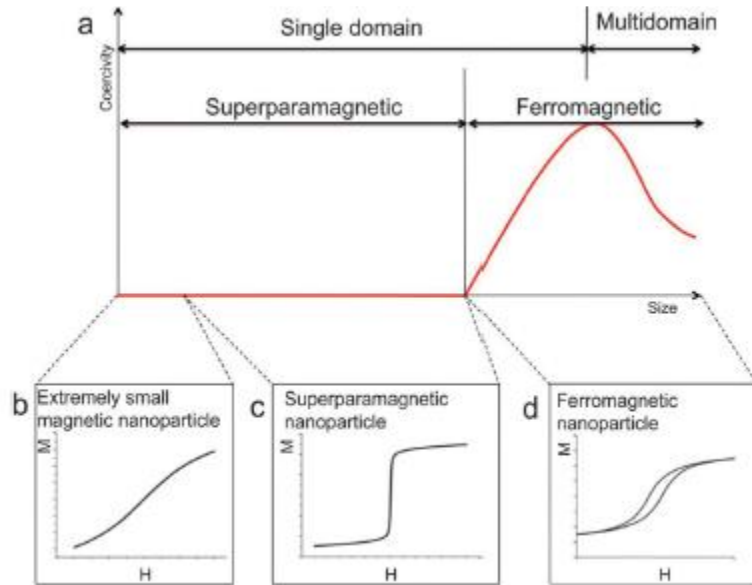 a
Single domain
Multidomain
Coercivity
Superparamagnetic
Ferromagnetic
Size
b
Extremely small
magnetic nanoparticle
M
H
c
Superparamagnetic
nanoparticle
M
H
d
Ferromagnetic
nanoparticle
M
H